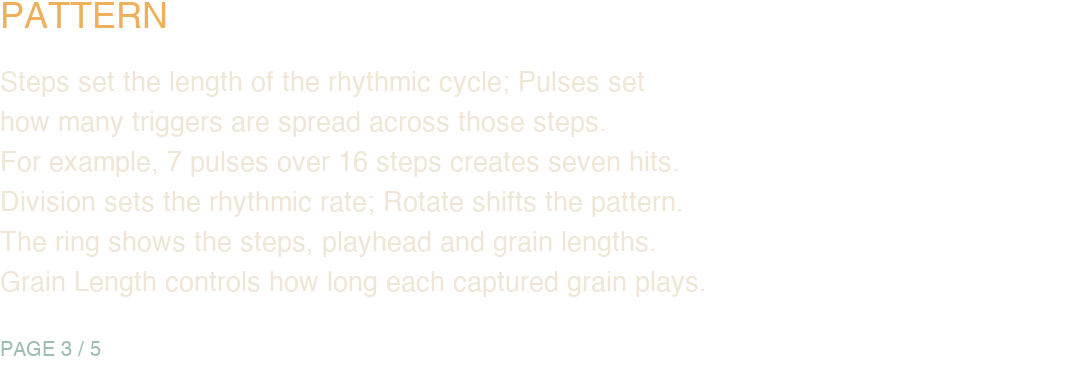 PATTERN
Steps set the length of the rhythmic cycle; Pulses set
how many triggers are spread across those steps.
For example, 7 pulses over 16 steps creates seven hits.
Division sets the rhythmic rate; Rotate shifts the pattern.
The ring shows the steps, playhead and grain lengths.
Grain Length controls how long each captured grain plays.
PAGE 3 / 5